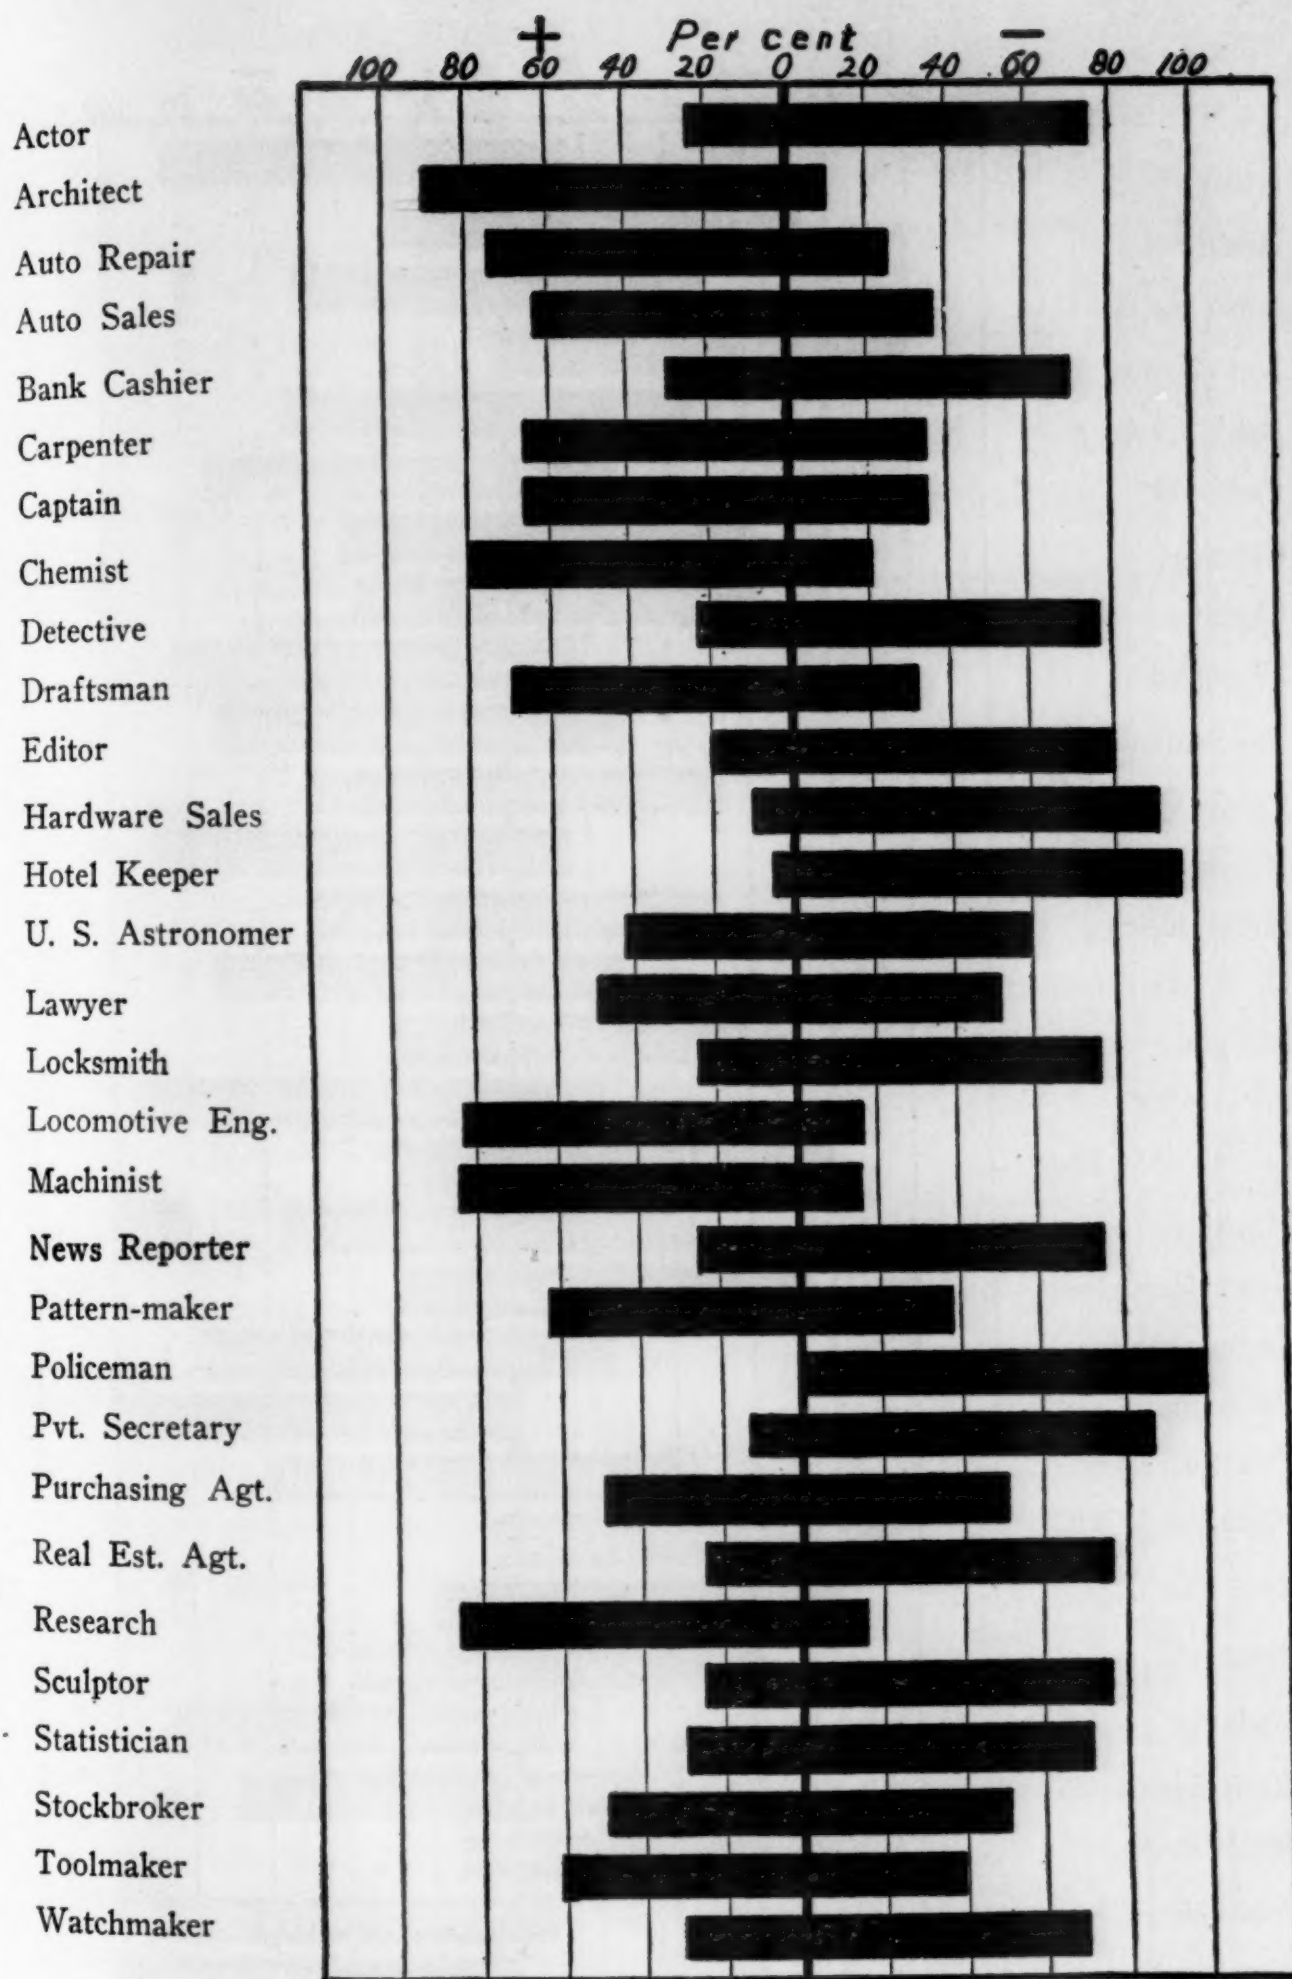 + Per cent −
100 80 60 40 20 0 20 40 60 80 100
Actor
Architect
Auto Repair
Auto Sales
Bank Cashier
Carpenter
Captain
Chemist
Detective
Draftsman
Editor
Hardware Sales
Hotel Keeper
U. S. Astronomer
Lawyer
Locksmith
Locomotive Eng.
Machinist
News Reporter
Pattern-maker
Policeman
Pvt. Secretary
Purchasing Agt.
Real Est. Agt.
Research
Sculptor
Statistician
Stockbroker
Toolmaker
Watchmaker